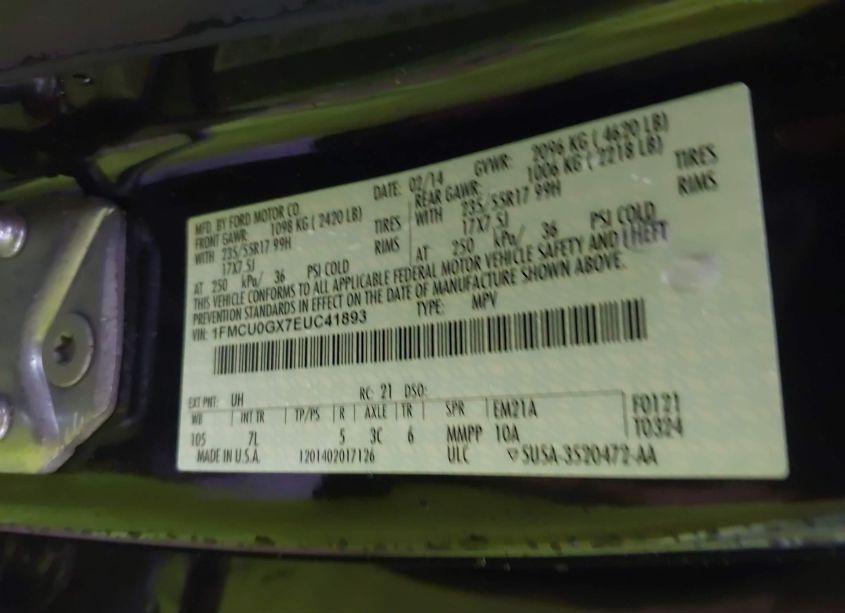 MFD. BY FORD MOTOR CO.
DATE: 02/14
GVWR: 2096 KG ( 4620 LB)
FRONT GAWR: 1098 KG ( 2420 LB)
REAR GAWR: 1006 KG ( 2218 LB)
WITH 235/55R17 99H TIRES
WITH 235/55R17 99H TIRES
17X7.5J RIMS
17X7.5J RIMS
AT 250 kPa/ 36 PSI COLD
AT 250 kPa/ 36 PSI COLD
THIS VEHICLE CONFORMS TO ALL APPLICABLE FEDERAL MOTOR VEHICLE SAFETY AND THEFT
PREVENTION STANDARDS IN EFFECT ON THE DATE OF MANUFACTURE SHOWN ABOVE.
VIN: 1FMCU0GX7EUC41893
TYPE: MPV
EXT PNT: UH RC: 21 DSO:
WB INT TR TP/PS R AXLE TR SPR EM21A F0121
105 7L 5 3C 6 MMPP 10A T0324
MADE IN U.S.A. 1201402017126 ULC ▽5U5A-3520472-AA